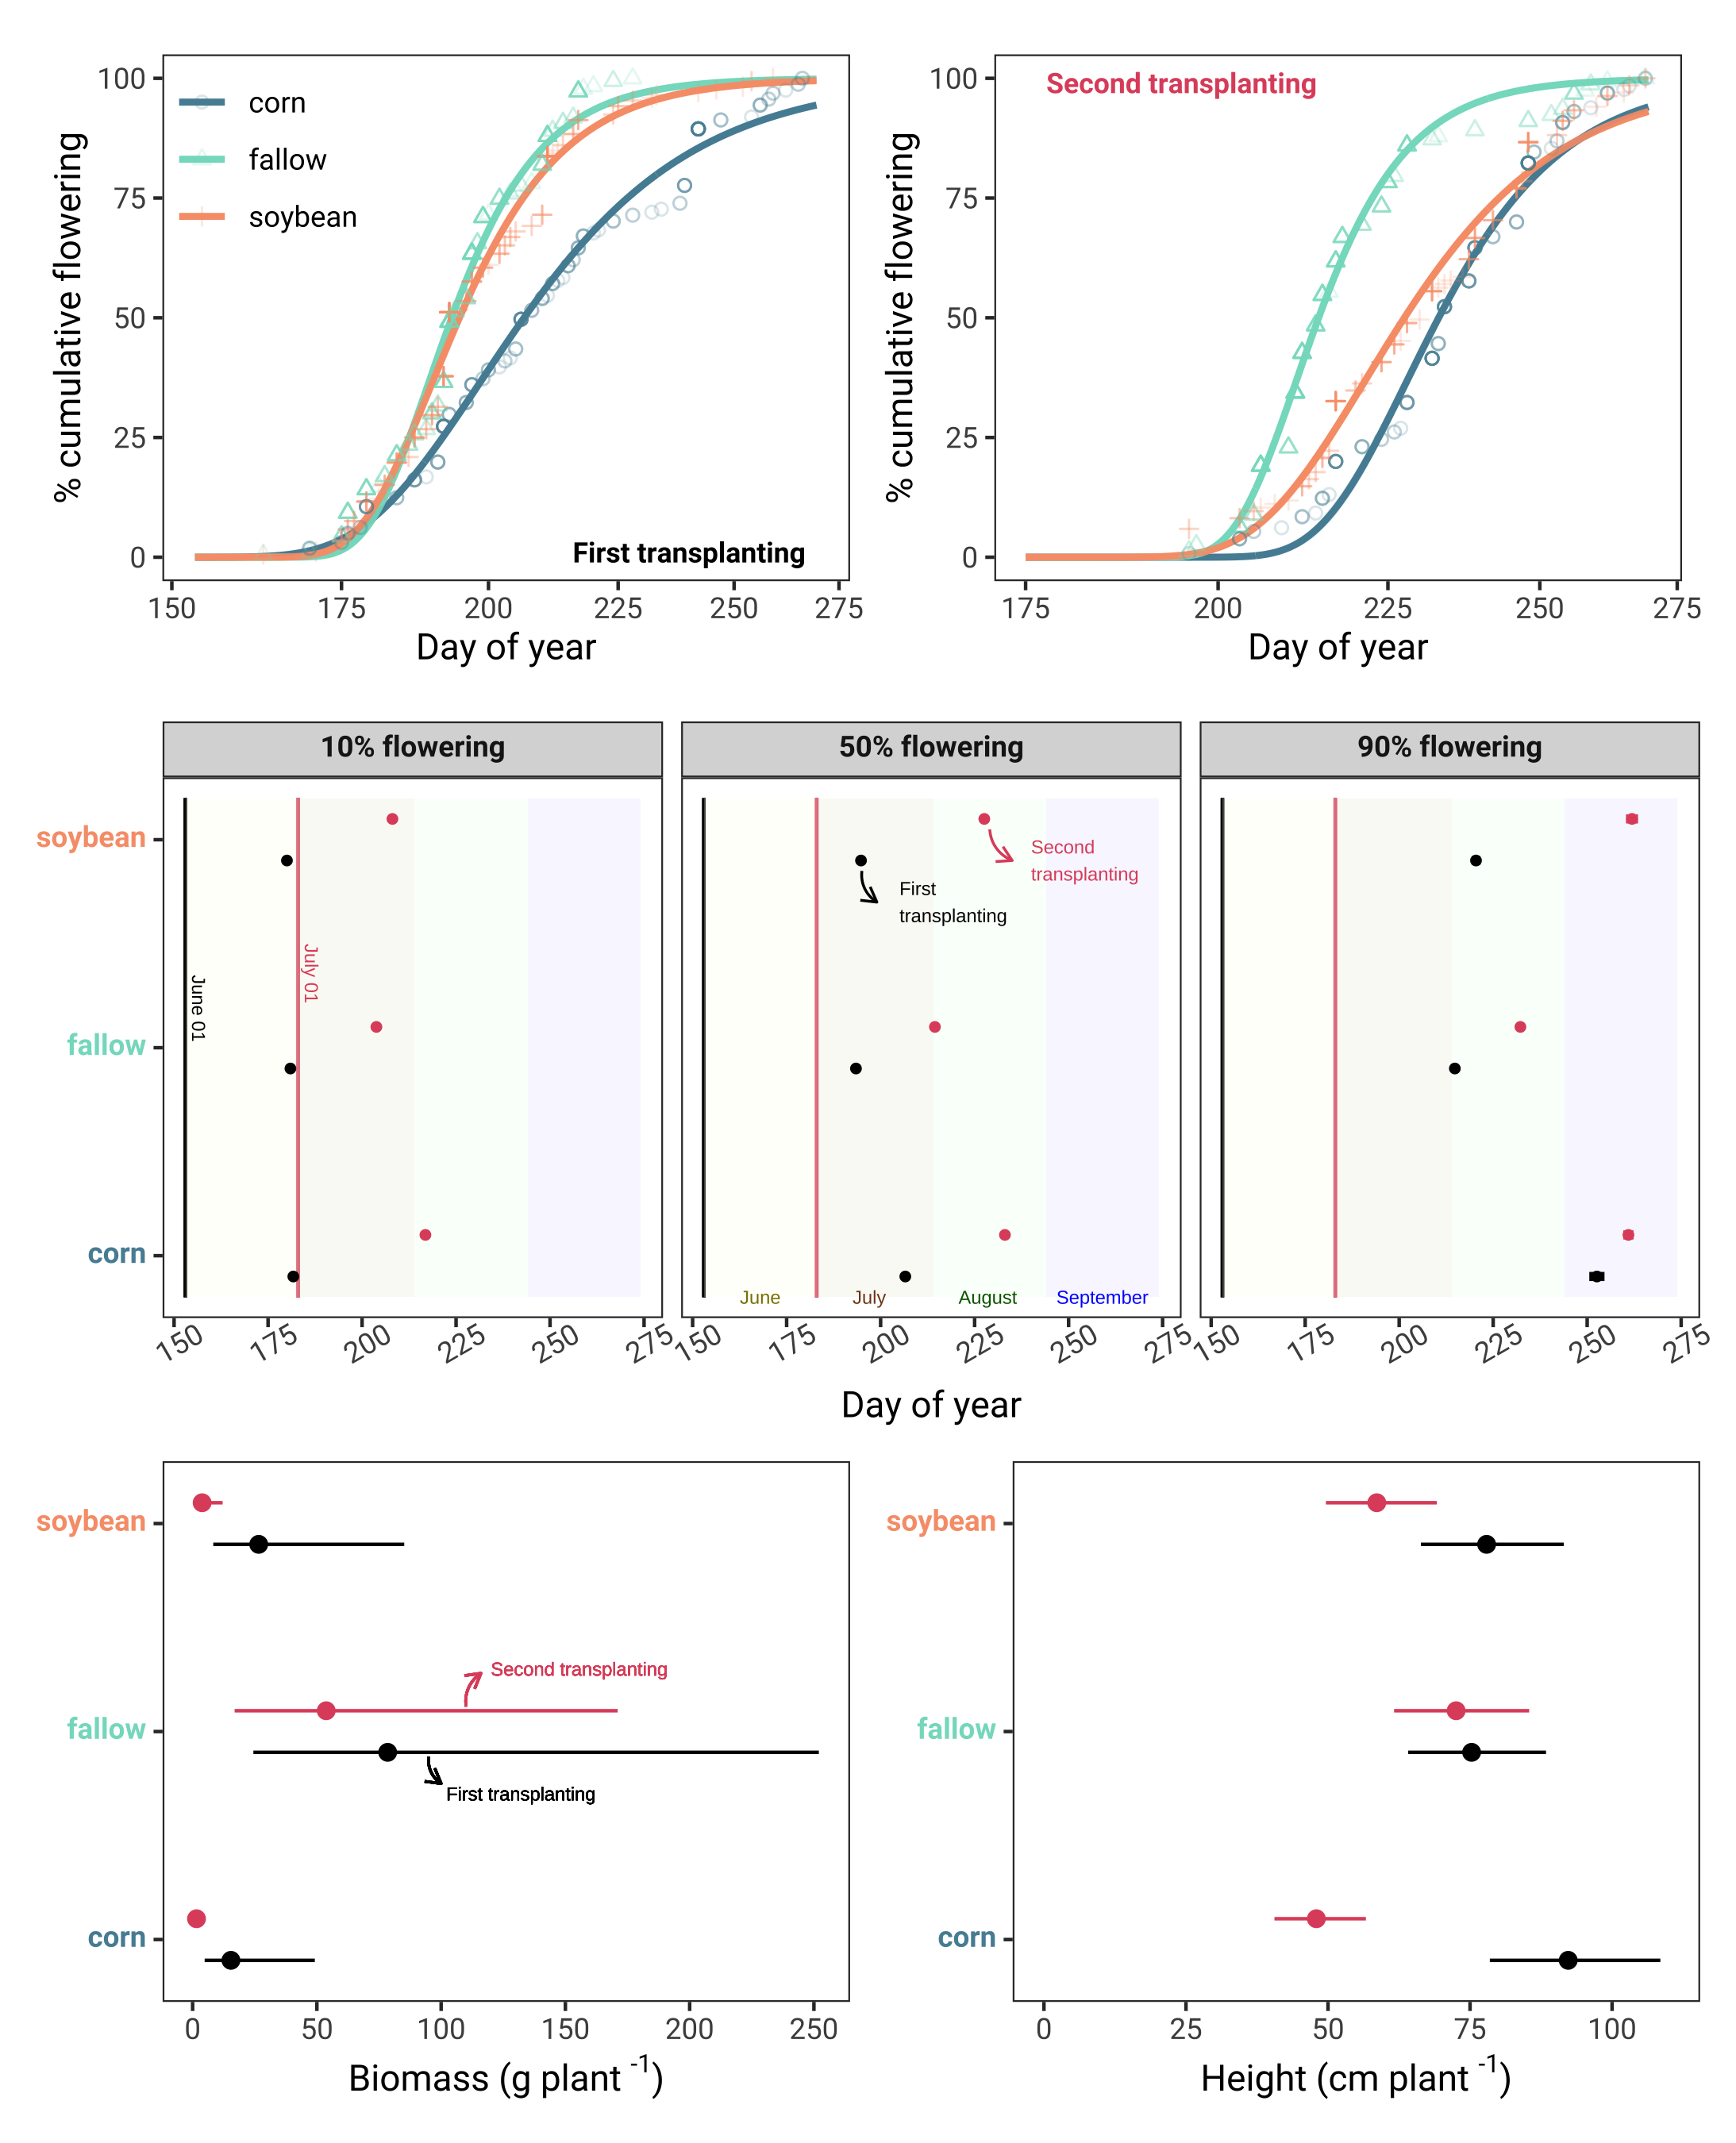 100
75
50
25
0
% cumulative flowering
corn
fallow
soybean
First transplanting
150 175 200 225 250 275
Day of year
100
75
50
25
0
% cumulative flowering
Second transplanting
175 200 225 250 275
Day of year
10% flowering
50% flowering
90% flowering
soybean
fallow
corn
June 01
July 01
Second
transplanting
First
transplanting
June July August September
150 175 200 225 250 275
150 175 200 225 250 275
150 175 200 225 250 275
Day of year
soybean
fallow
corn
Second transplanting
First transplanting
0 50 100 150 200 250
Biomass (g plant -1)
soybean
fallow
corn
0 25 50 75 100
Height (cm plant -1)